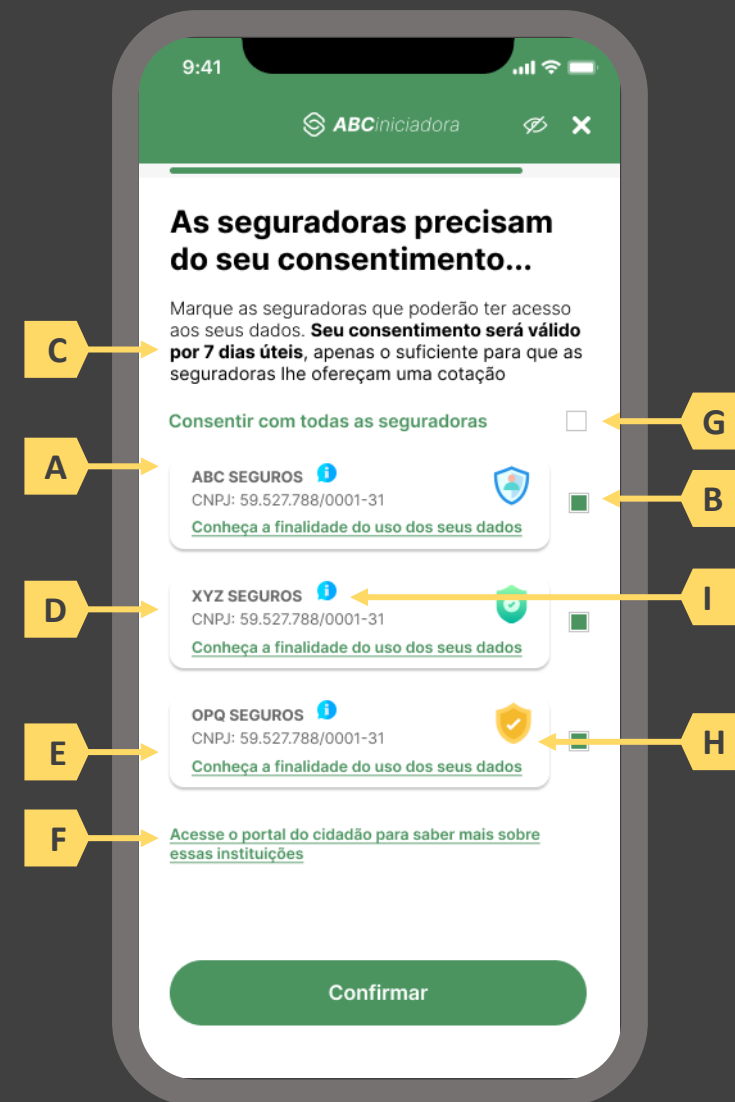 9:41
ABCiniciadora
As seguradoras precisam
do seu consentimento...
Marque as seguradoras que poderão ter acesso
aos seus dados. Seu consentimento será válido
por 7 dias úteis, apenas o suficiente para que as
seguradoras lhe ofereçam uma cotação
C
Consentir com todas as seguradoras
G
A
ABC SEGUROS
CNPJ: 59.527.788/0001-31
Conheça a finalidade do uso dos seus dados
B
D
XYZ SEGUROS
CNPJ: 59.527.788/0001-31
Conheça a finalidade do uso dos seus dados
I
E
OPQ SEGUROS
CNPJ: 59.527.788/0001-31
Conheça a finalidade do uso dos seus dados
H
F
Acesse o portal do cidadão para saber mais sobre
essas instituições
Confirmar